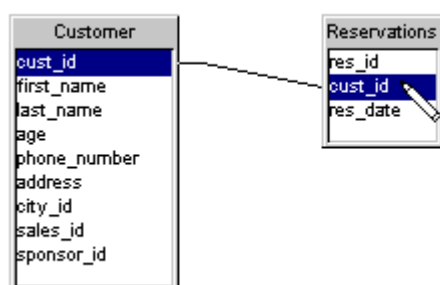 Customer
cust_id
first_name
last_name
age
phone_number
address
city_id
sales_id
sponsor_id
Reservations
res_id
cust_id
res_date